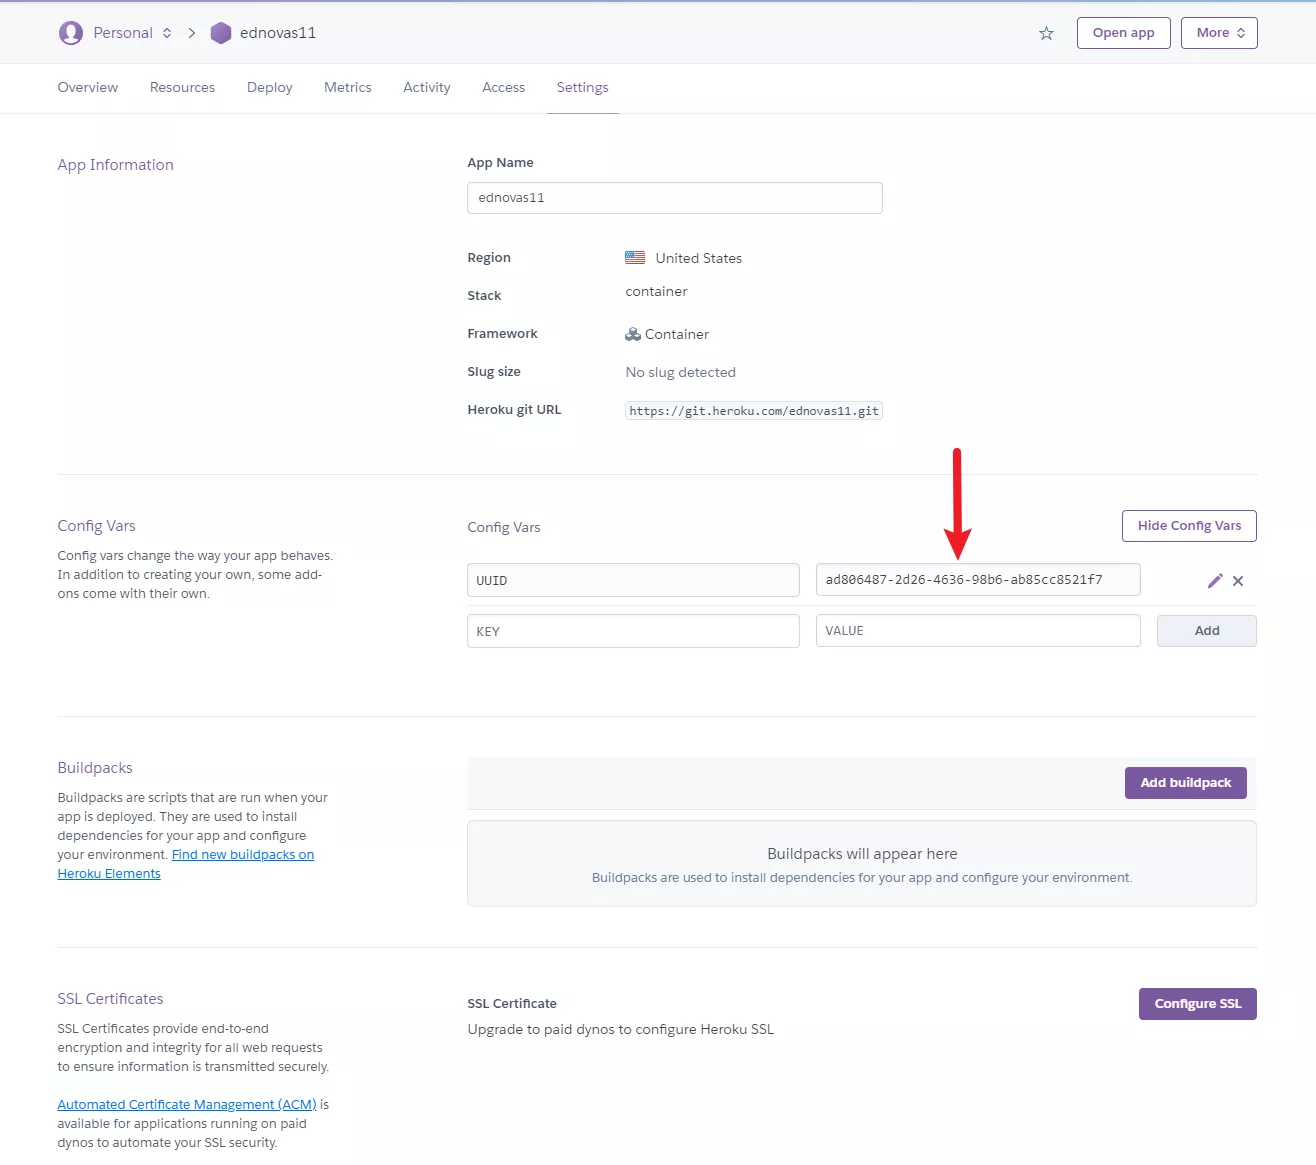 Personal ednovas11 Open app More
Overview Resources Deploy Metrics Activity Access Settings
App Information
App Name
ednovas11
Region United States
Stack container
Framework Container
Slug size No slug detected
Heroku git URL https://git.heroku.com/ednovas11.git
Config Vars
Config vars change the way your app behaves.
In addition to creating your own, some add-
ons come with their own.
Config Vars Hide Config Vars
UUID ad806487-2d26-4636-98b6-ab85cc8521f7
KEY VALUE Add
Buildpacks
Buildpacks are scripts that are run when your
app is deployed. They are used to install
dependencies for your app and configure
your environment. Find new buildpacks on
Heroku Elements
Add buildpack
Buildpacks will appear here
Buildpacks are used to install dependencies for your app and configure your environment.
SSL Certificates
SSL Certificates provide end-to-end
encryption and integrity for all web requests
to ensure information is transmitted securely.
Automated Certificate Management (ACM) is
available for applications running on paid
dynos to automate your SSL security.
SSL Certificate Configure SSL
Upgrade to paid dynos to configure Heroku SSL